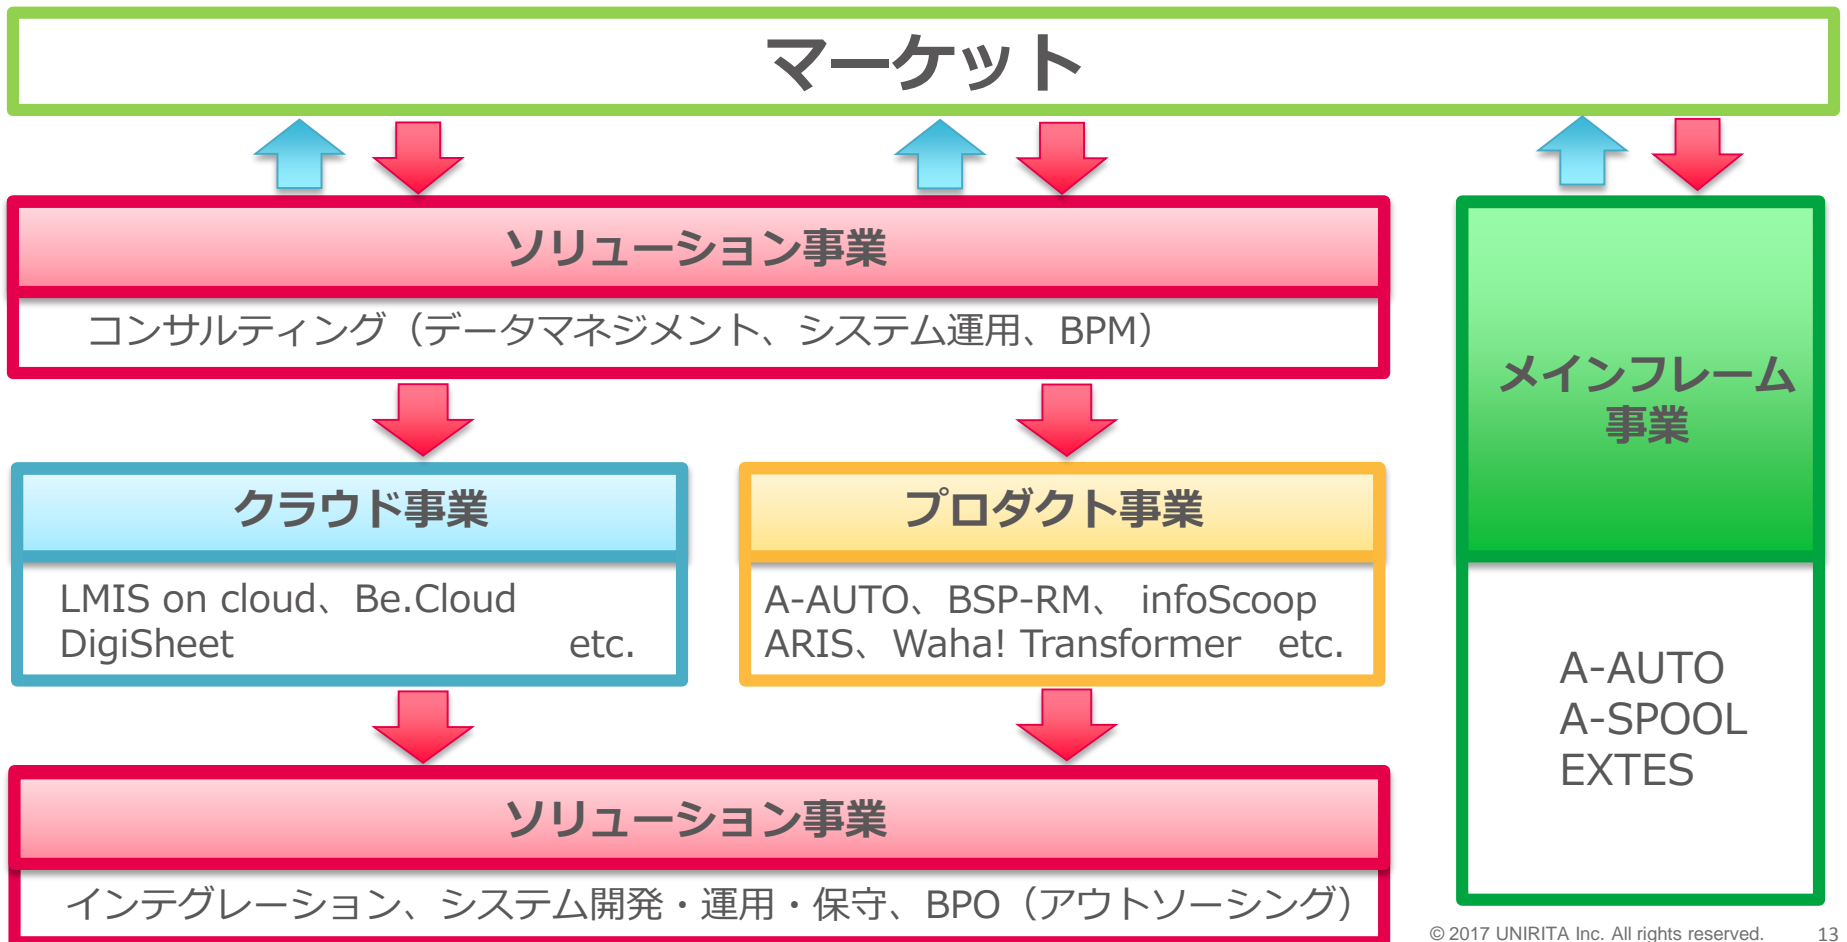 マーケット
ソリューション事業
コンサルティング（データマネジメント、システム運用、BPM）
クラウド事業
LMIS on cloud、Be.Cloud
DigiSheet etc.
プロダクト事業
A-AUTO、BSP-RM、 infoScoop
ARIS、Waha! Transformer etc.
ソリューション事業
インテグレーション、システム開発・運用・保守、BPO（アウトソーシング）
メインフレーム
事業
A-AUTO
A-SPOOL
EXTES
© 2017 UNIRITA Inc. All rights reserved. 13